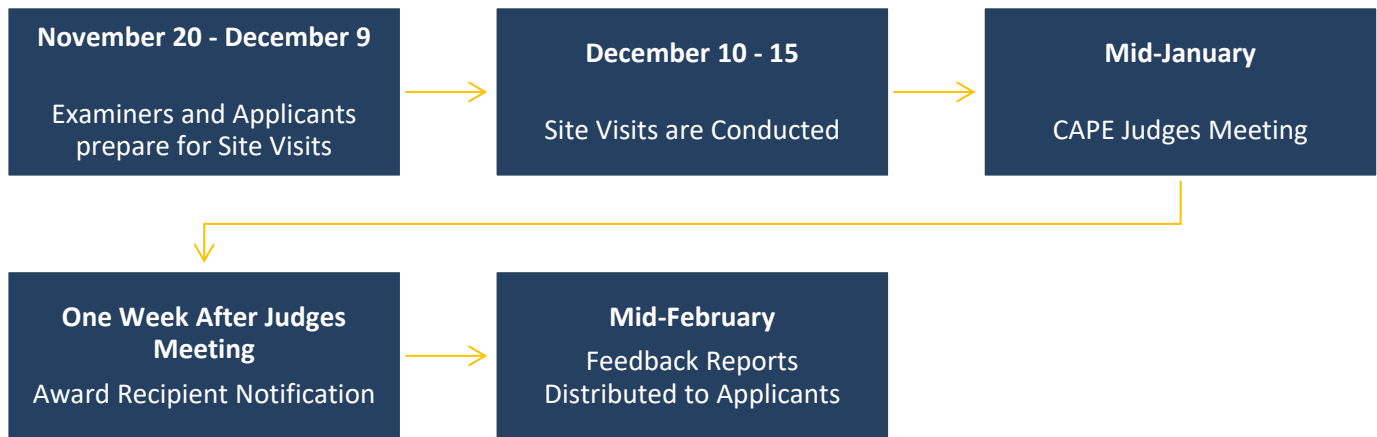 November 20 - December 9
Examiners and Applicants
prepare for Site Visits
December 10 - 15
Site Visits are Conducted
Mid-January
CAPE Judges Meeting
One Week After Judges
Meeting
Award Recipient Notification
Mid-February
Feedback Reports
Distributed to Applicants